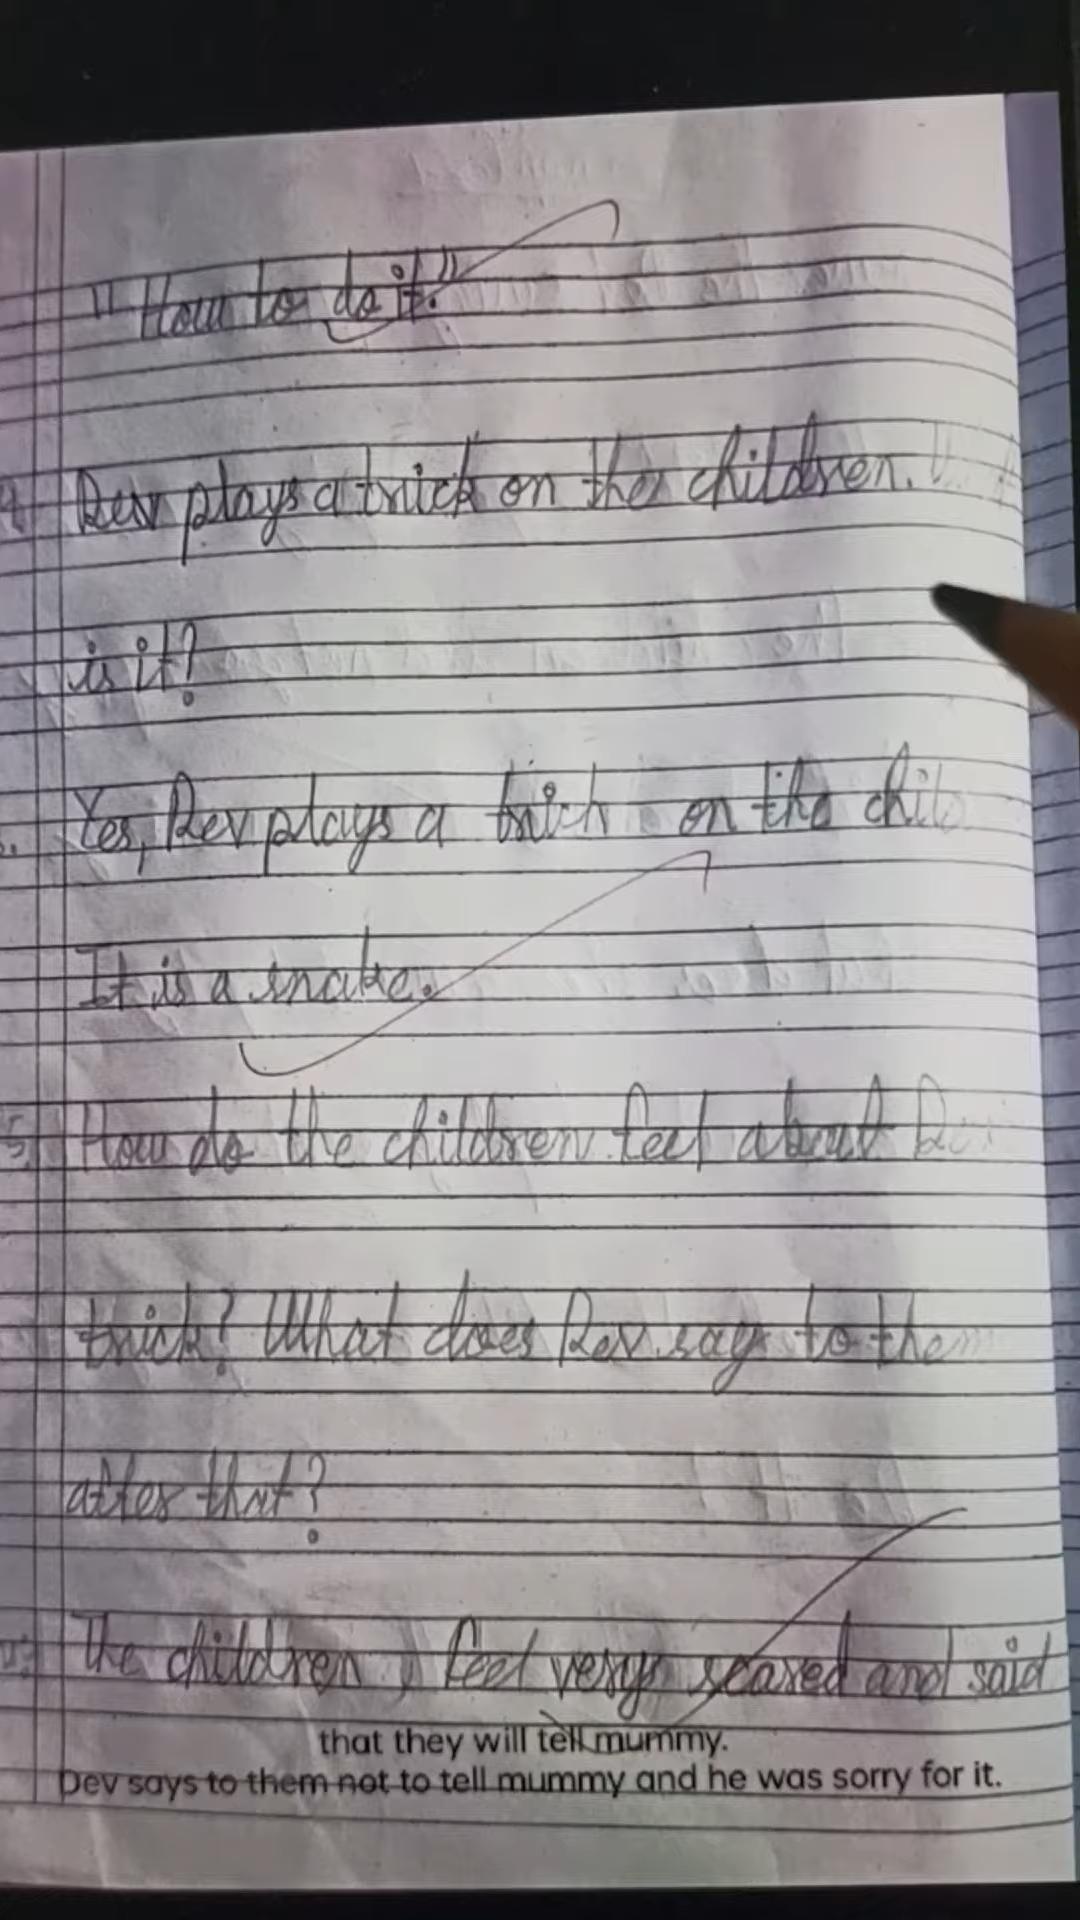 "How to do it."
4. Dev plays a trick on the children.
is it?
Yes, Dev plays a trick on the chil
It is a snake.
5. How do the children feel about
trick? What does Dev say to them
after that?
The children, feel very scared and said
that they will tell mummy.
Dev says to them not to tell mummy and he was sorry for it.